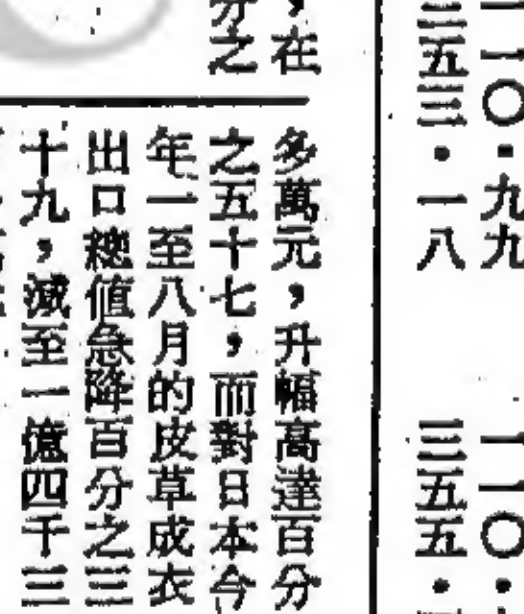 一一〇・九九
三五三・一八
一一〇・
三五五・
，在
分之
多萬元，升幅高達百分
之五十七，而對日本今
年一至八月的皮草成衣
出口總值急降百分之三
十九，減至一億四千三